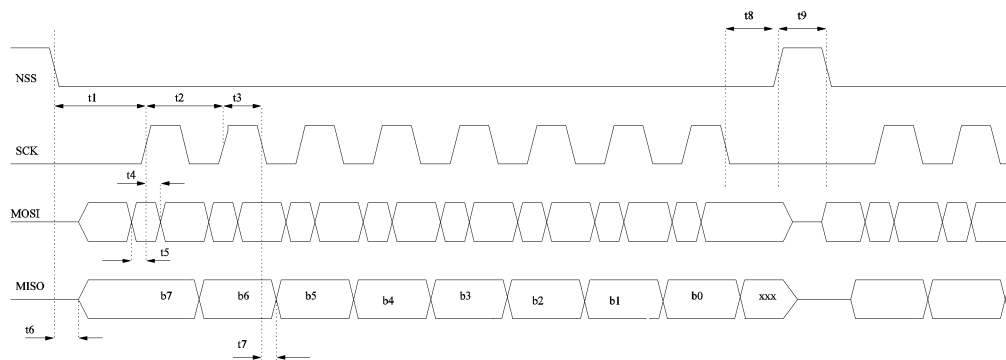 t8 t9
NSS
t1 t2 t3
SCK
t4
MOSI
t5
MISO b7 b6 b5 b4 b3 b2 b1 b0 xxx
t6
t7